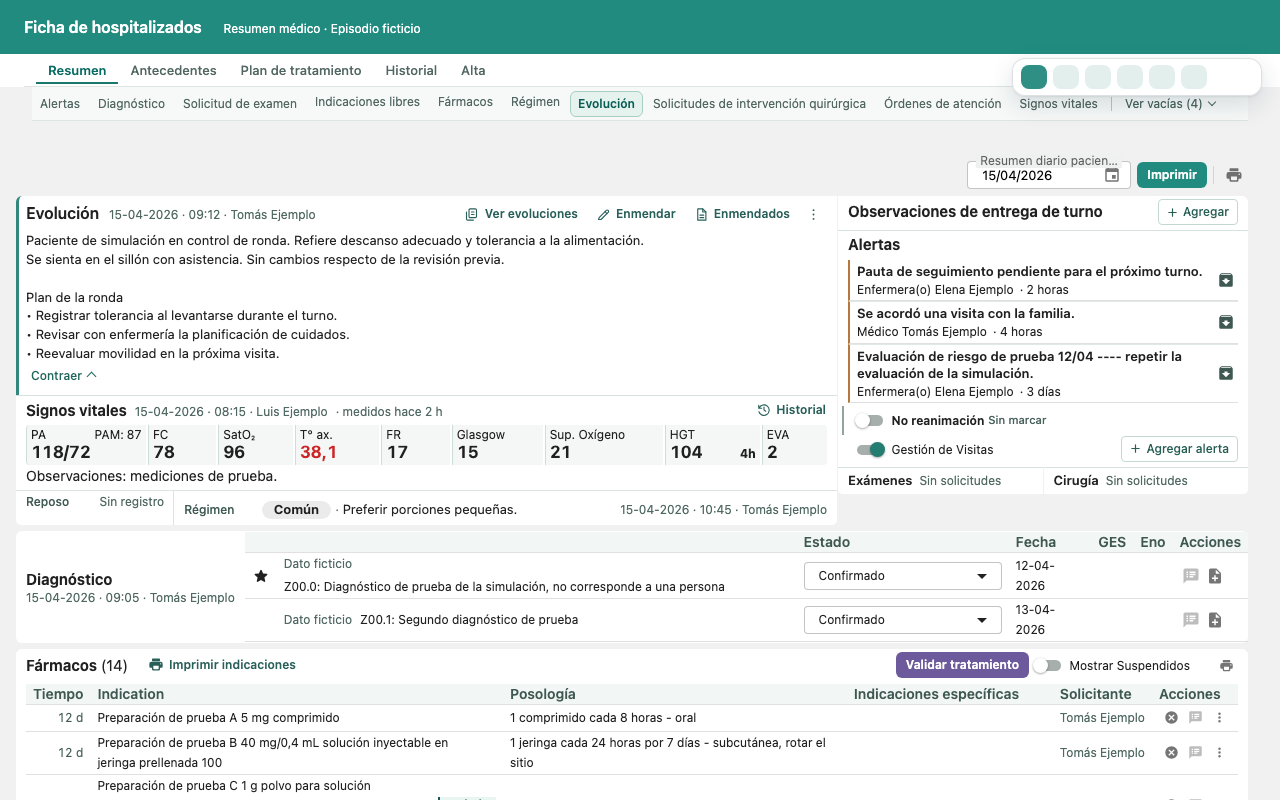 Ficha de hospitalizados
Resumen médico · Episodio ficticio
Resumen
Antecedentes
Plan de tratamiento
Historial
Alta
Alertas
Diagnóstico
Solicitud de examen
Indicaciones libres
Fármacos
Régimen
Evolución
Solicitudes de intervención quirúrgica
Órdenes de atención
Signos vitales
Ver vacías (4)
Resumen diario pacien...
15/04/2026
Imprimir
Evolución
15-04-2026 · 09:12 · Tomás Ejemplo
Ver evoluciones
Enmendar
Enmendados
Paciente de simulación en control de ronda. Refiere descanso adecuado y tolerancia a la alimentación.
Se sienta en el sillón con asistencia. Sin cambios respecto de la revisión previa.
Plan de la ronda
• Registrar tolerancia al levantarse durante el turno.
• Revisar con enfermería la planificación de cuidados.
• Reevaluar movilidad en la próxima visita.
Contraer
Signos vitales
15-04-2026 · 08:15 · Luis Ejemplo · medidos hace 2 h
Historial
PA
PAM: 87
118/72
FC
78
SatO₂
96
T° ax.
38,1
FR
17
Glasgow
15
Sup. Oxígeno
21
HGT
104
4h
EVA
2
Observaciones: mediciones de prueba.
Reposo
Sin registro
Régimen
Común
· Preferir porciones pequeñas.
15-04-2026 · 10:45 · Tomás Ejemplo
Observaciones de entrega de turno
+ Agregar
Alertas
Pauta de seguimiento pendiente para el próximo turno.
Enfermera(o) Elena Ejemplo · 2 horas
Se acordó una visita con la familia.
Médico Tomás Ejemplo · 4 horas
Evaluación de riesgo de prueba 12/04 ---- repetir la
evaluación de la simulación.
Enfermera(o) Elena Ejemplo · 3 días
No reanimación Sin marcar
Gestión de Visitas
+ Agregar alerta
Exámenes Sin solicitudes
Cirugía Sin solicitudes
Diagnóstico
15-04-2026 · 09:05 · Tomás Ejemplo
Estado
Fecha
GES
Eno
Acciones
Dato ficticio
Z00.0: Diagnóstico de prueba de la simulación, no corresponde a una persona
Confirmado
12-04-
2026
Dato ficticio Z00.1: Segundo diagnóstico de prueba
Confirmado
13-04-
2026
Fármacos (14)
Imprimir indicaciones
Validar tratamiento
Mostrar Suspendidos
Tiempo
Indication
Posología
Indicaciones específicas
Solicitante
Acciones
12 d
Preparación de prueba A 5 mg comprimido
1 comprimido cada 8 horas - oral
Tomás Ejemplo
12 d
Preparación de prueba B 40 mg/0,4 mL solución inyectable en
jeringa prellenada 100
1 jeringa cada 24 horas por 7 días - subcutánea, rotar el
sitio
Tomás Ejemplo
Preparación de prueba C 1 g polvo para solución